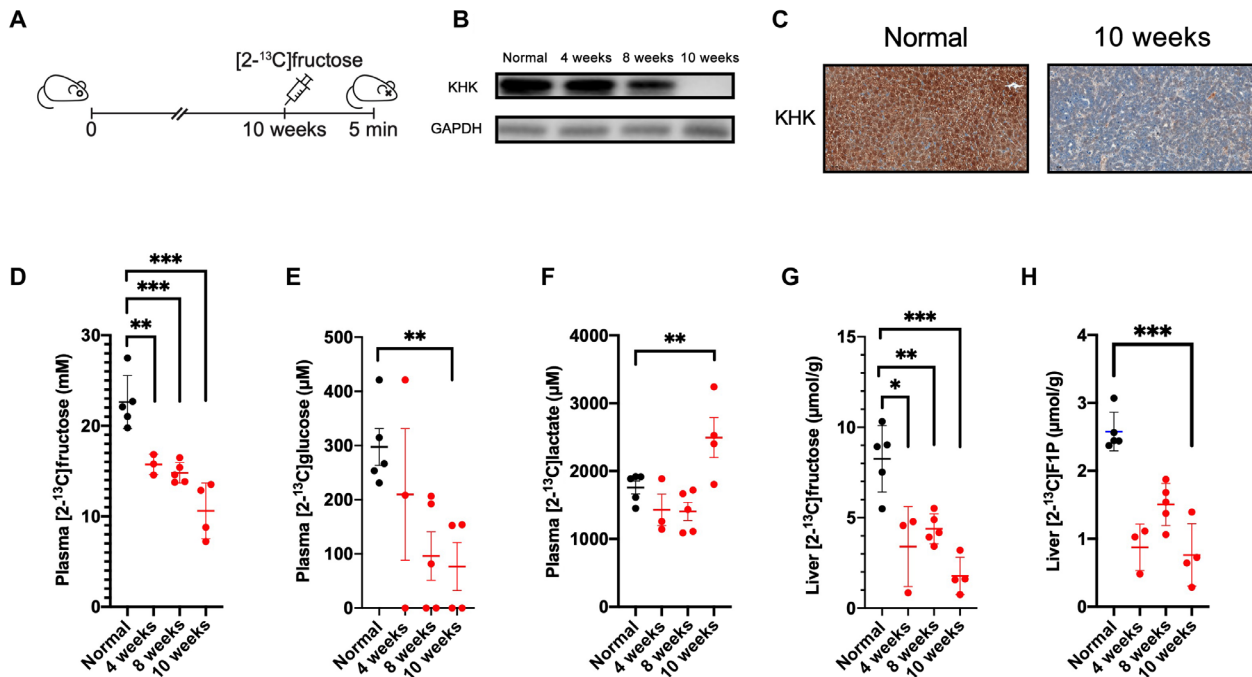 A
[2-¹³C]fructose
0
10 weeks
5 min
B
Normal 4 weeks 8 weeks 10 weeks
KHK
GAPDH
C
Normal 10 weeks
KHK
D
***
***
**
Plasma [2-¹³C]fructose (mM)
30
20
10
0
Normal
4 weeks
8 weeks
10 weeks
E
**
Plasma [2-¹³C]glucose (µM)
500
400
300
200
100
0
Normal
4 weeks
8 weeks
10 weeks
F
**
Plasma [2-¹³C]lactate (µM)
4000
3000
2000
1000
0
Normal
4 weeks
8 weeks
10 weeks
G
***
**
*
Liver [2-¹³C]fructose (µmol/g)
15
10
5
0
Normal
4 weeks
8 weeks
10 weeks
H
***
Liver [2-¹³C]F1P (µmol/g)
4
3
2
1
0
Normal
4 weeks
8 weeks
10 weeks